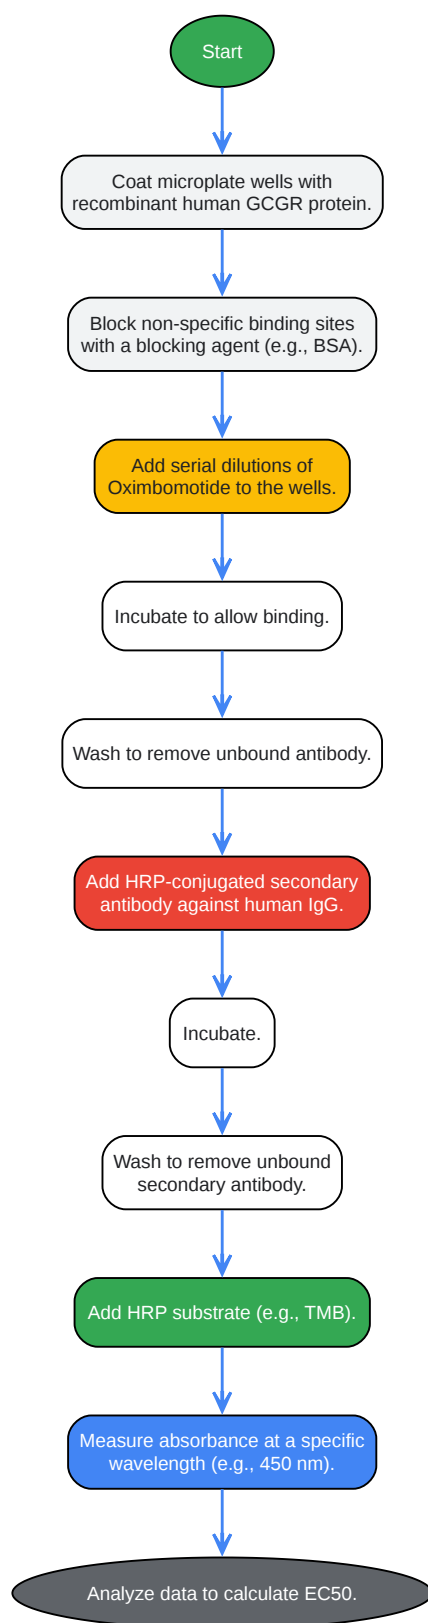 Start
Coat microplate wells with
recombinant human GCGR protein.
Block non-specific binding sites
with a blocking agent (e.g., BSA).
Add serial dilutions of
Oximbomotide to the wells.
Incubate to allow binding.
Wash to remove unbound antibody.
Add HRP-conjugated secondary
antibody against human IgG.
Incubate.
Wash to remove unbound
secondary antibody.
Add HRP substrate (e.g., TMB).
Measure absorbance at a specific
wavelength (e.g., 450 nm).
Analyze data to calculate EC50.